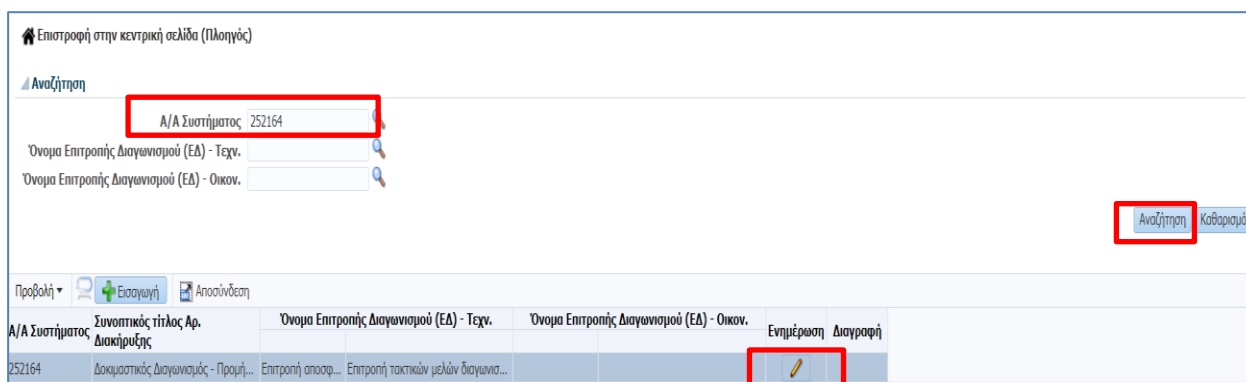 Επιστροφή στην κεντρική σελίδα (Πλοηγός)
Αναζήτηση
Α/Α Συστήματος 252164
Όνομα Επιτροπής Διαγωνισμού (ΕΔ) - Τεχν.
Όνομα Επιτροπής Διαγωνισμού (ΕΔ) - Οικον.
Αναζήτηση Καθαρισμό
Προβολή Εισαγωγή Αποσύνδεση
Α/Α Συστήματος Συνοπτικός τίτλος Αρ. Διακήρυξης Όνομα Επιτροπής Διαγωνισμού (ΕΔ) - Τεχν. Όνομα Επιτροπής Διαγωνισμού (ΕΔ) - Οικον. Ενημέρωση Διαγραφή
252164 Δοκιμαστικός Διαγωνισμός - Προμή... Επιτροπή αποσφ... Επιτροπή τακτικών μελών διαγωνισ...